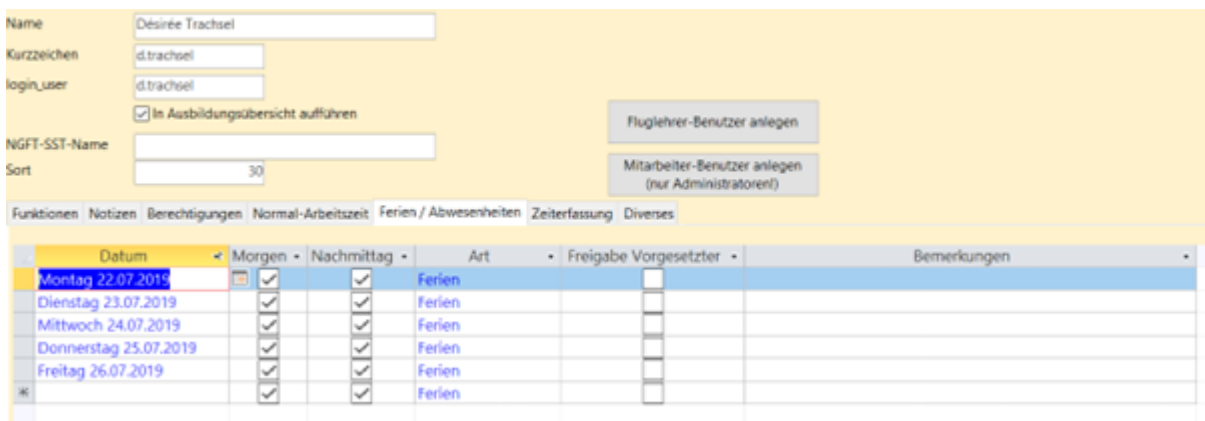 Name Désirée Trachsel
Kurzzeichen d.trachsel
login_user d.trachsel
In Ausbildungsübersicht aufführen
Fluglehrer-Benutzer anlegen
NGFT-SST-Name
Sort 30
Mitarbeiter-Benutzer anlegen
(nur Administratoren!)
Funktionen Notizen Berechtigungen Normal-Arbeitszeit Ferien / Abwesenheiten Zeiterfassung Diverses
Datum Morgen Nachmittag Art Freigabe Vorgesetzter Bemerkungen
Montag 22.07.2019 Ferien
Dienstag 23.07.2019 Ferien
Mittwoch 24.07.2019 Ferien
Donnerstag 25.07.2019 Ferien
Freitag 26.07.2019 Ferien
Ferien